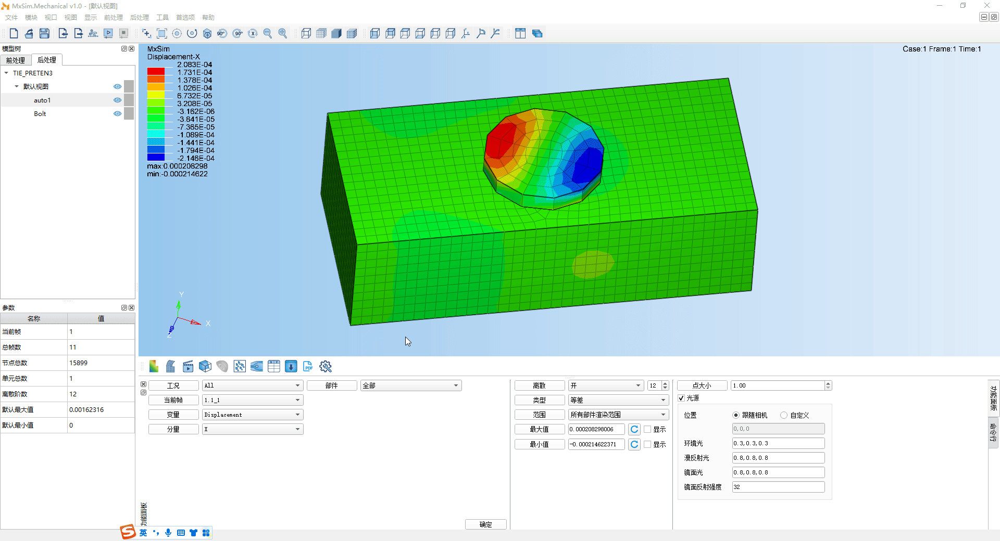 MxSim.Mechanical v1.0 - [默认视图]
文件 模块 视口 视图 显示 前处理 后处理 工具 首选项 帮助
90° 90° (X)
模型树
前处理 后处理
TIE_PRETEN3
默认视图
auto1
Bolt
MxSim
Displacement-X
2.083E-04
1.731E-04
1.378E-04
1.026E-04
6.732E-05
3.208E-05
-3.162E-06
-3.841E-05
-7.365E-05
-1.089E-04
-1.441E-04
-1.794E-04
-2.146E-04
max:0.000208298
min:-0.000214622
Case:1 Frame:1 Time:1
Y
X
Z
参数
名称 值
当前帧 1
总帧数 11
节点总数 15899
单元总数 1
离散阶数 12
默认最大值 0.00162316
默认最小值 0
PDF
工况 All 部件 全部
当前帧 1.1_1
变量 Displacement
分量 X
确定
功能面板
离散 开 12
类型 等差
范围 所有部件渲染范围
最大值 0.000208298006 显示
最小值 -0.000214622371 显示
点大小 1.00
光源
位置 跟随相机 自定义
0,0,0
环境光 0.3,0.3,0.3
漫反射光 0.8,0.8,0.8
镜面光 0.8,0.8,0.8
镜面反射强度 32
功能面板
命令行
英